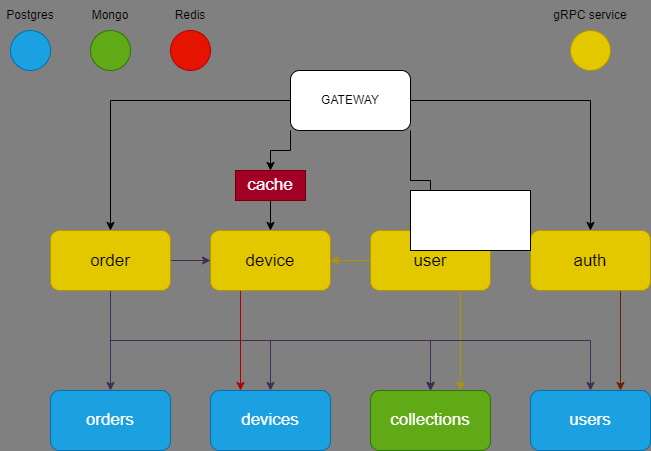 Postgres
Mongo
Redis
gRPC service
GATEWAY
cache
order
device
user
auth
orders
devices
collections
users